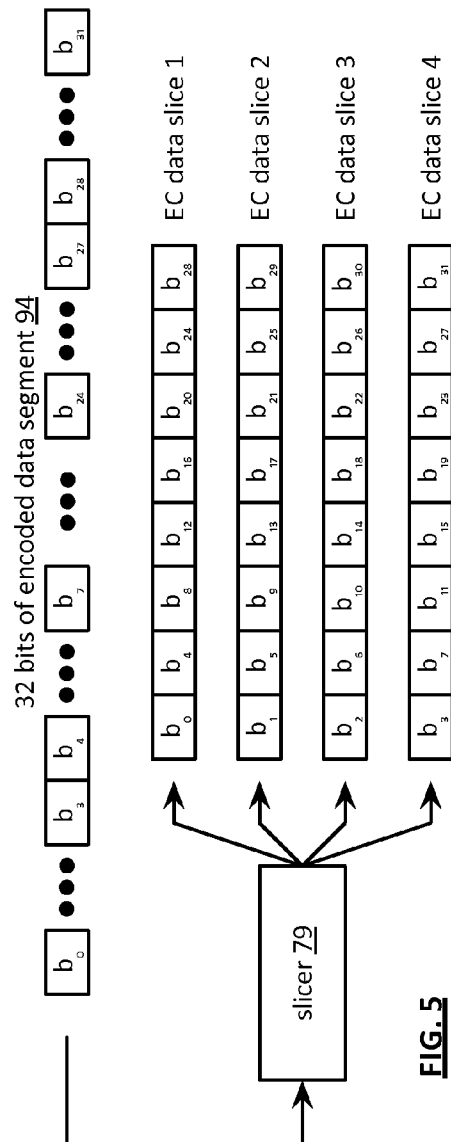 32 bits of encoded data segment 94
b0 ●●● b3 b4 ●●● b7 ●●● b24 ●●● b27 b28 ●●● b31
slicer 79
b0 b4 b8 b12 b16 b20 b24 b28 EC data slice 1
b1 b5 b9 b13 b17 b21 b25 b29 EC data slice 2
b2 b6 b10 b14 b18 b22 b26 b30 EC data slice 3
b3 b7 b11 b15 b19 b23 b27 b31 EC data slice 4
FIG. 5